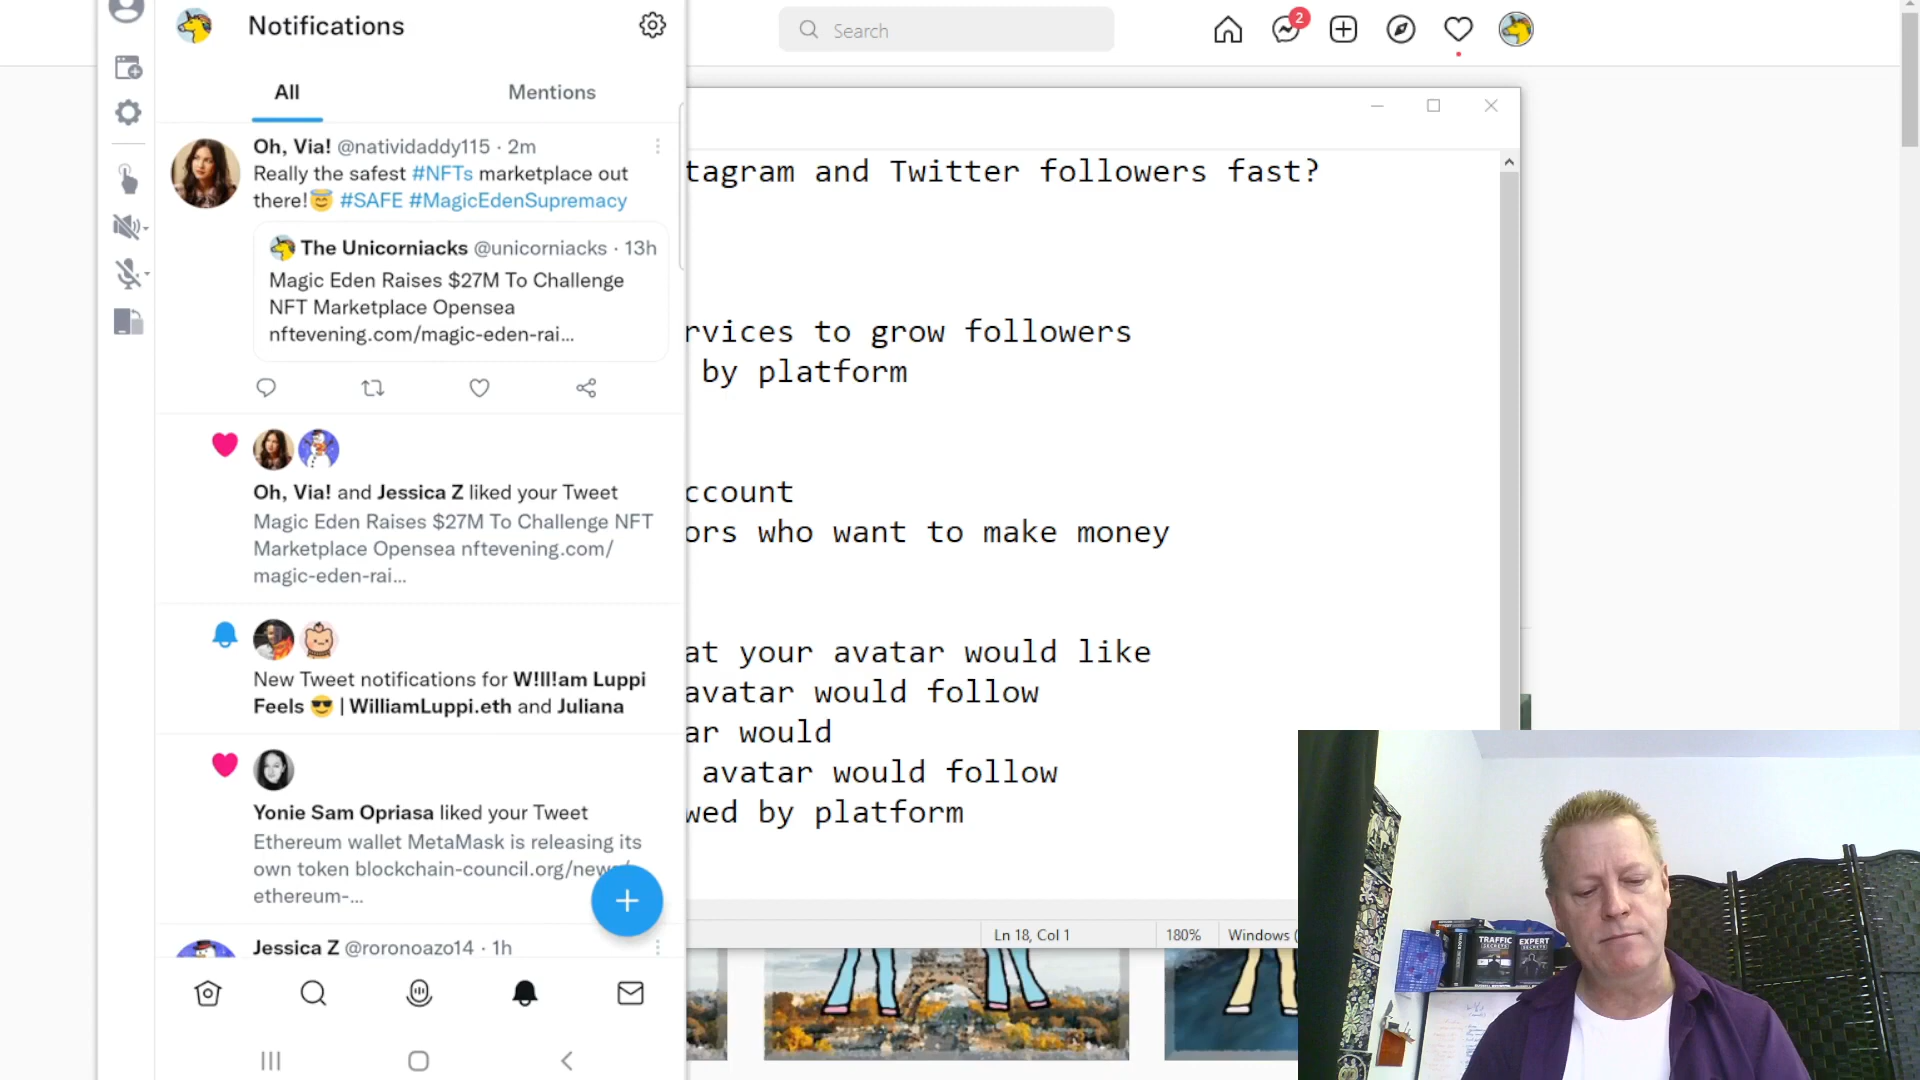 Notifications
All
Mentions
Oh, Via! @natividaddy115 · 2m
Really the safest #NFTs marketplace out
there!😇 #SAFE #MagicEdenSupremacy
The Unicorniacks @unicorniacks · 13h
Magic Eden Raises $27M To Challenge
NFT Marketplace Opensea
nftevening.com/magic-eden-rai...
Oh, Via! and Jessica Z liked your Tweet
Magic Eden Raises $27M To Challenge NFT
Marketplace Opensea nftevening.com/
magic-eden-rai...
New Tweet notifications for W!ll!am Luppi
Feels 😎 | WilliamLuppi.eth and Juliana
Yonie Sam Opriasa liked your Tweet
Ethereum wallet MetaMask is releasing its
own token blockchain-council.org/news/
ethereum-...
Jessica Z @roronoazo14 · 1h
Search
2
tagram and Twitter followers fast?
rvices to grow followers
by platform
ccount
ors who want to make money
at your avatar would like
avatar would follow
ar would
avatar would follow
wed by platform
Ln 18, Col 1
180%
Windows (
TRAFFIC
SECRETS
EXPERT
SECRETS